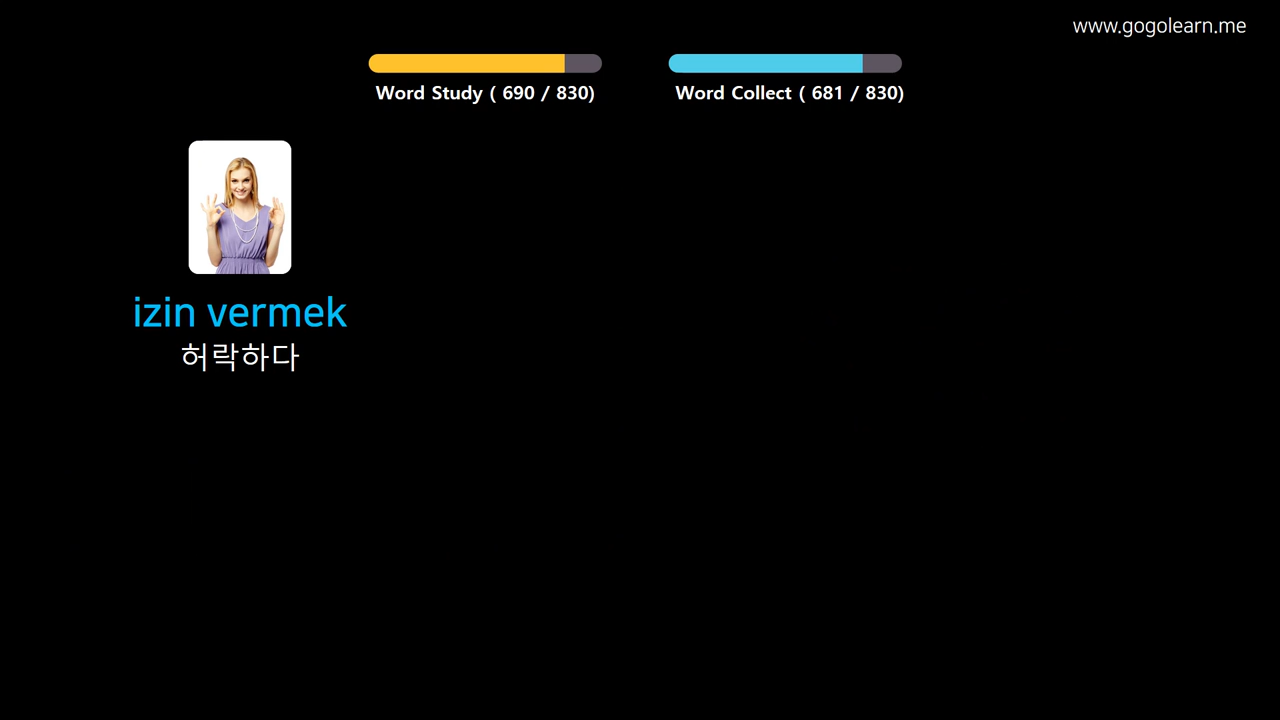 www.gogolearn.me
Word Study ( 690 / 830)
Word Collect ( 681 / 830)
izin vermek
허락하다